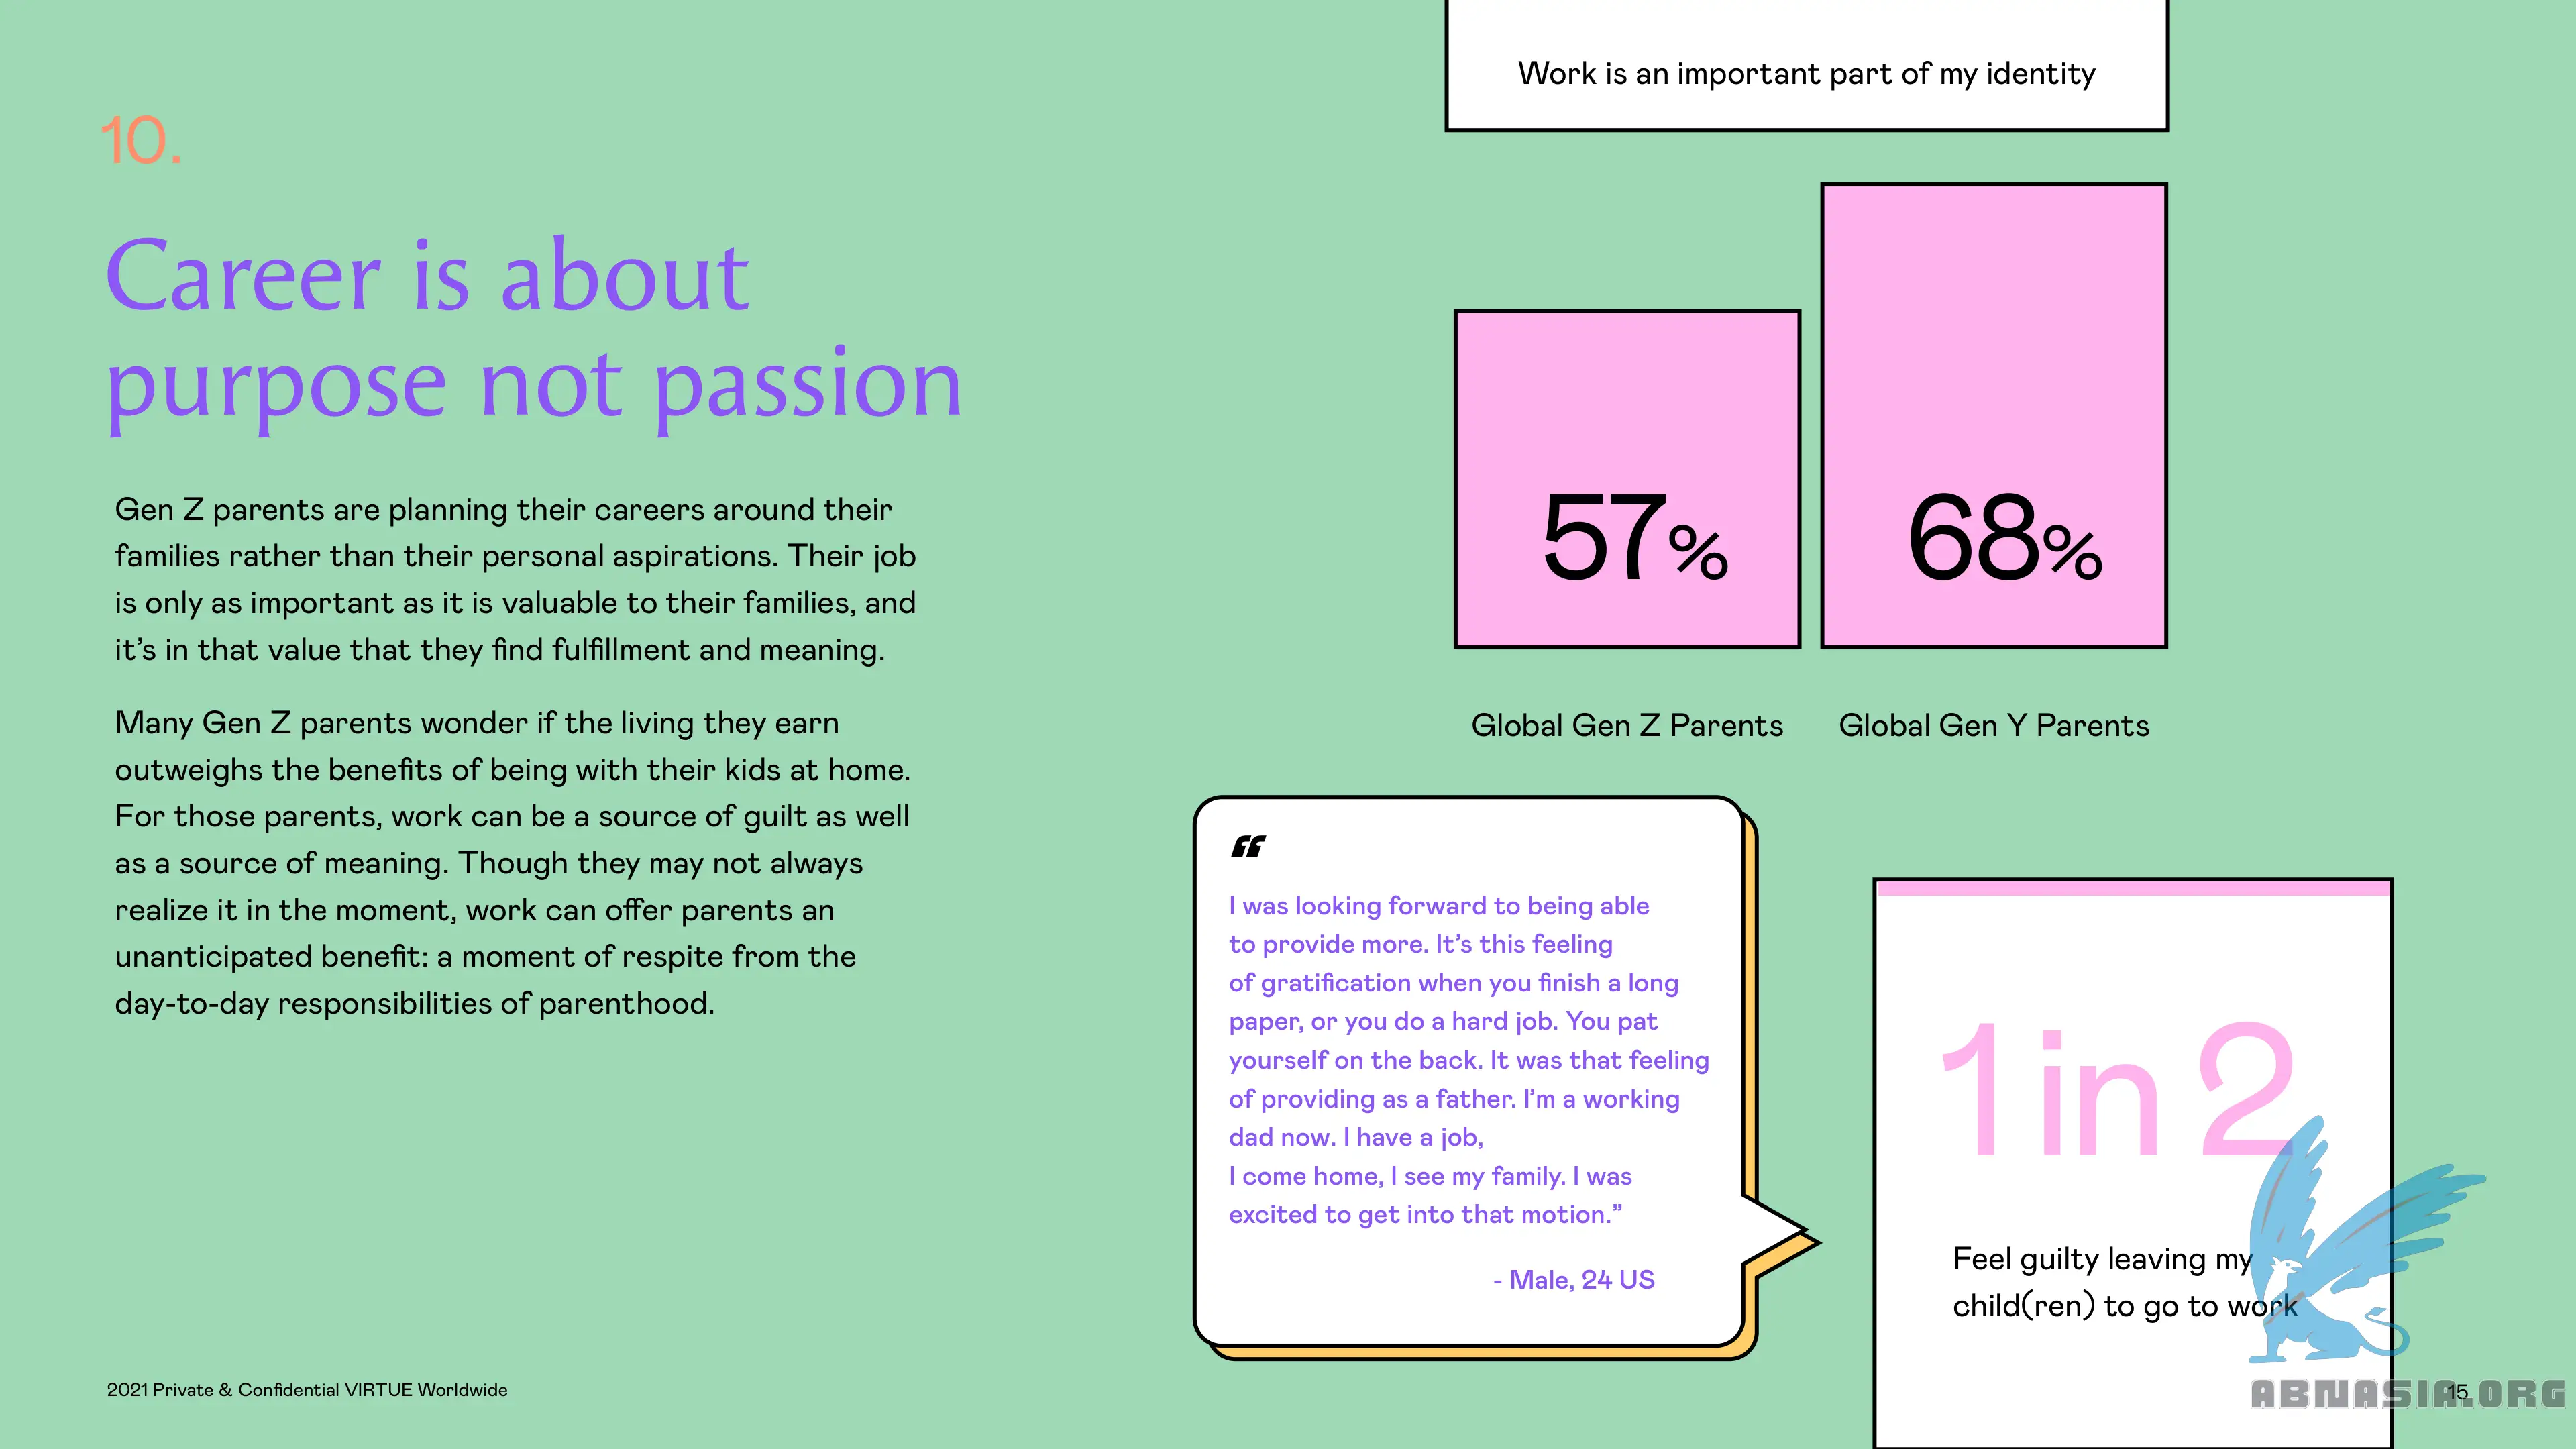 10.
Career is about
purpose not passion
Gen Z parents are planning their careers around their
families rather than their personal aspirations. Their job
is only as important as it is valuable to their families, and
it’s in that value that they find fulfillment and meaning.
Many Gen Z parents wonder if the living they earn
outweighs the benefits of being with their kids at home.
For those parents, work can be a source of guilt as well
as a source of meaning. Though they may not always
realize it in the moment, work can offer parents an
unanticipated benefit: a moment of respite from the
day-to-day responsibilities of parenthood.
Work is an important part of my identity
57%
68%
Global Gen Z Parents
Global Gen Y Parents
“
I was looking forward to being able
to provide more. It’s this feeling
of gratification when you finish a long
paper, or you do a hard job. You pat
yourself on the back. It was that feeling
of providing as a father. I’m a working
dad now. I have a job,
I come home, I see my family. I was
excited to get into that motion.”
- Male, 24 US
1 in 2
Feel guilty leaving my
child(ren) to go to work
2021 Private & Confidential VIRTUE Worldwide
15
ABNASIA.ORG